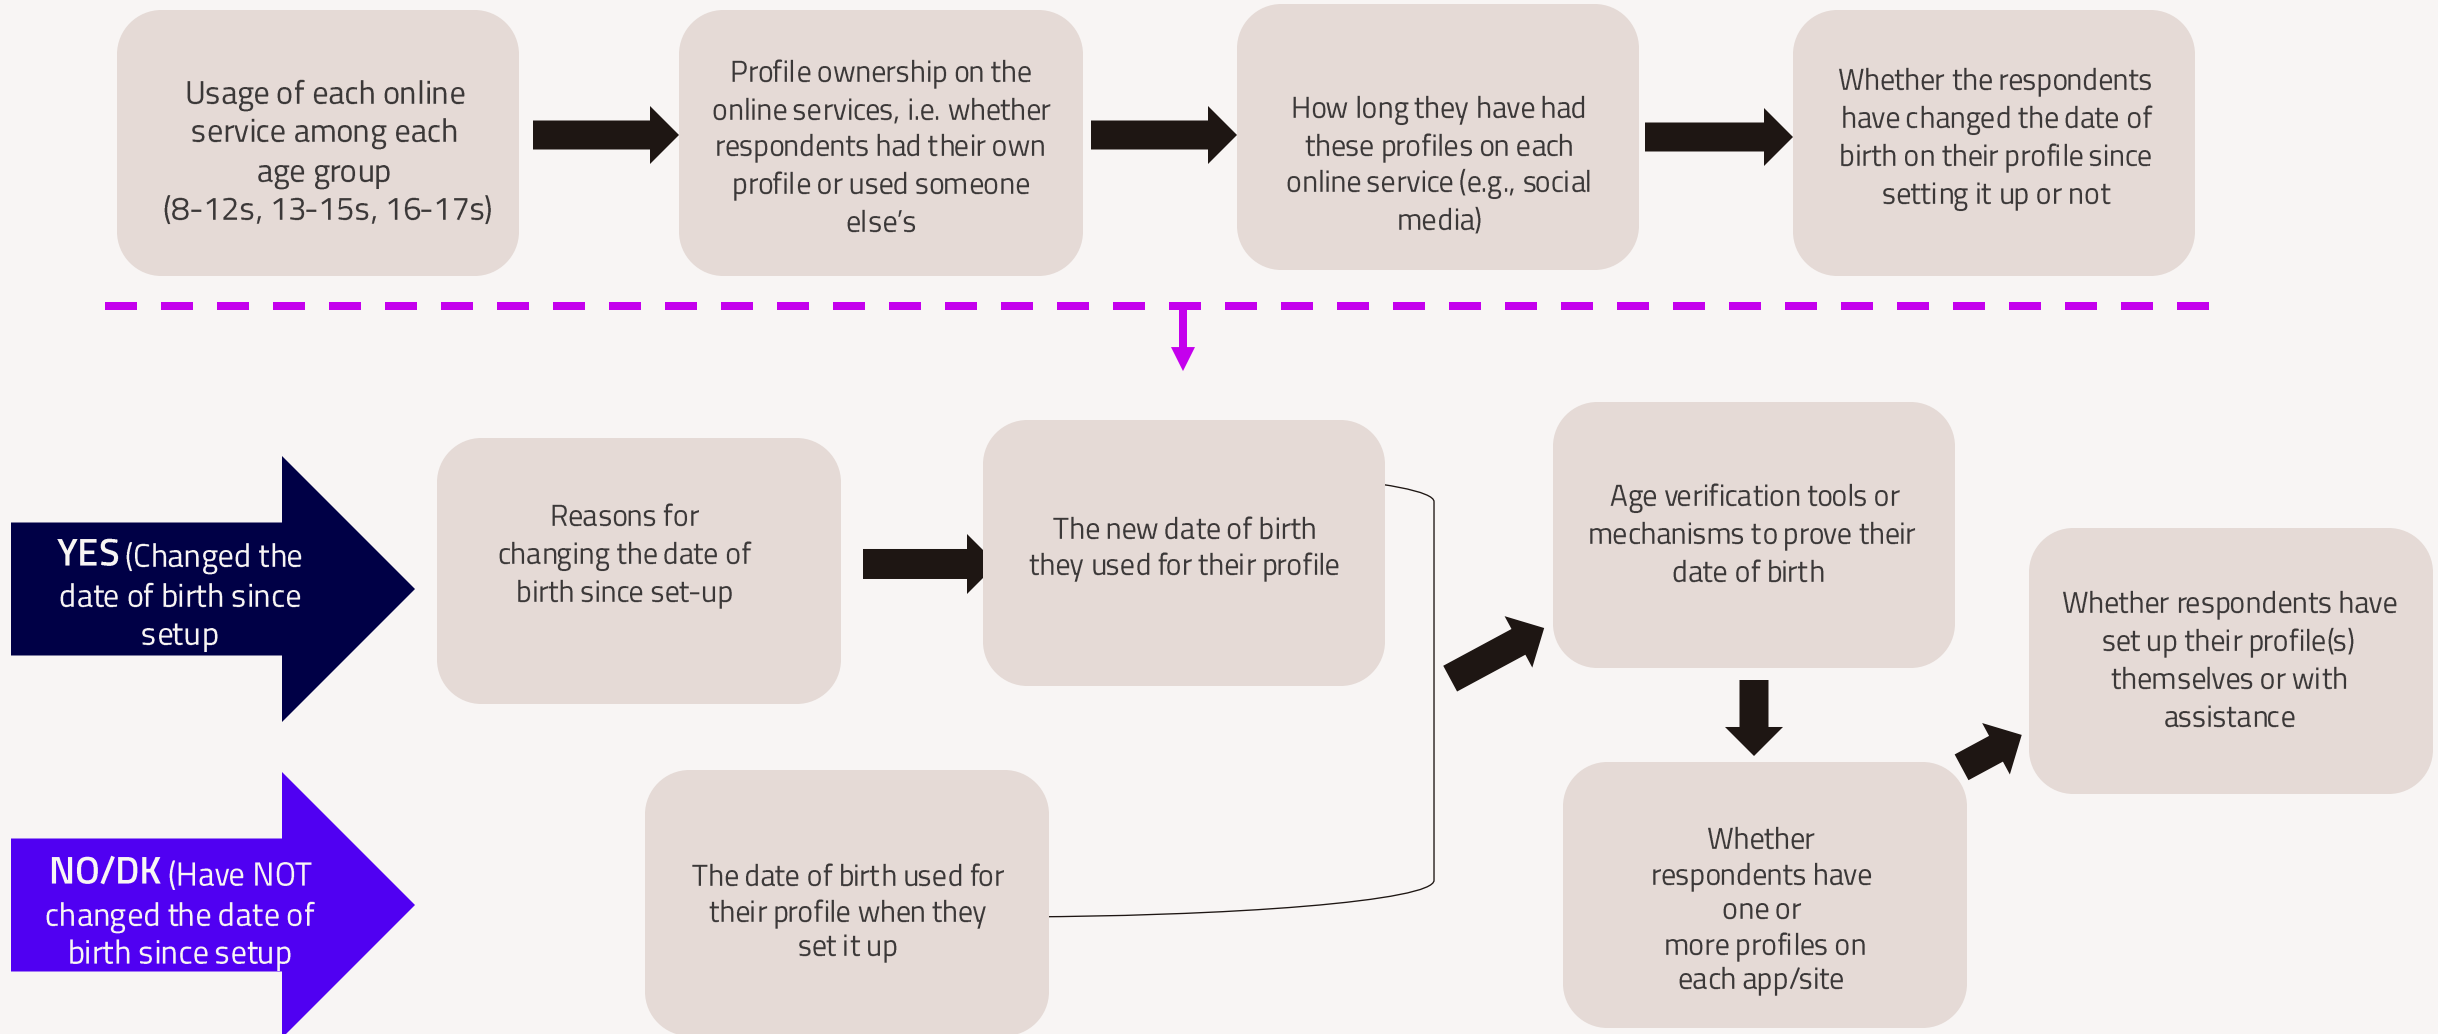 Usage of each online
service among each
age group
(8-12s, 13-15s, 16-17s)
Profile ownership on the
online services, i.e. whether
respondents had their own
profile or used someone
else's
How long they have had
these profiles on each
online service (e.g., social
media)
Whether the respondents
have changed the date of
birth on their profile since
setting it up or not
YES (Changed the
date of birth since
setup
Reasons for
changing the date of
birth since set-up
The new date of birth
they used for their profile
NO/DK (Have NOT
changed the date of
birth since setup
The date of birth used for
their profile when they
set it up
Age verification tools or
mechanisms to prove their
date of birth
Whether
respondents have
one or
more profiles on
each app/site
Whether respondents have
set up their profile(s)
themselves or with
assistance